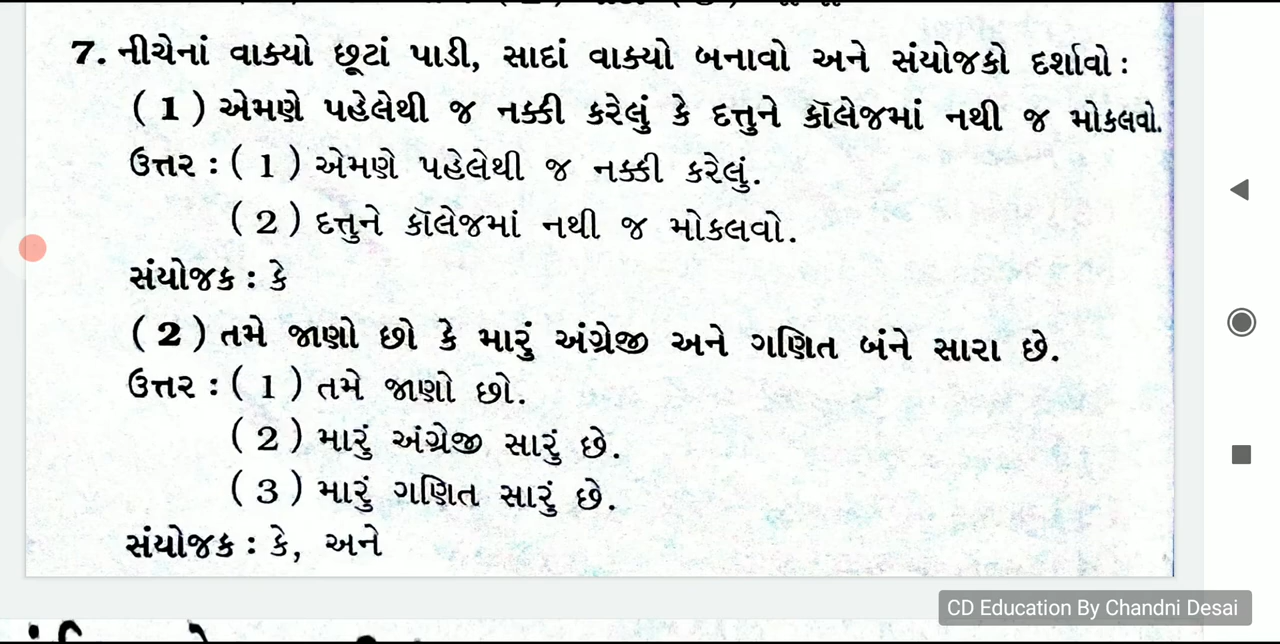 7. નીચેનાં વાક્યો છૂટાં પાડી, સાદાં વાક્યો બનાવો અને સંયોજકો દર્શાવો :
(1) એમણે પહેલેથી જ નક્કી કરેલું કે દત્તુને કૉલેજમાં નથી જ મોકલવો.
ઉત્તર : (1) એમણે પહેલેથી જ નક્કી કરેલું.
(2) દત્તુને કૉલેજમાં નથી જ મોકલવો.
સંયોજક : કે
(2) તમે જાણો છો કે મારું અંગ્રેજી અને ગણિત બંને સારા છે.
ઉત્તર : (1) તમે જાણો છો.
(2) મારું અંગ્રેજી સારું છે.
(3) મારું ગણિત સારું છે.
સંયોજક : કે, અને
CD Education By Chandni Desai